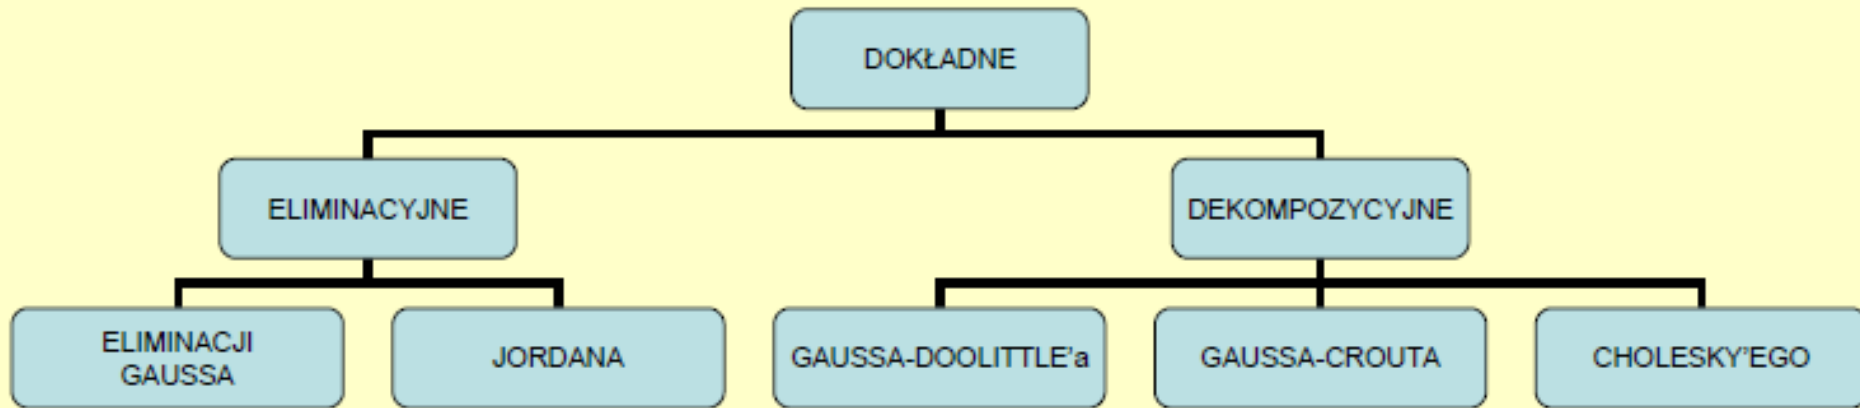 DOKŁADNE
ELIMINACYJNE
DEKOMPOZYCYJNE
ELIMINACJI
GAUSSA
JORDANA
GAUSSA-DOOLITTLE'a
GAUSSA-CROUTA
CHOLESKY'EGO